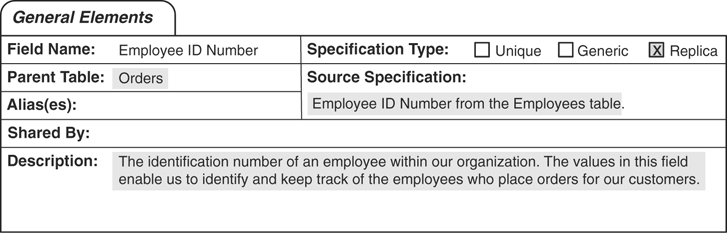 General Elements
Field Name: Employee ID Number
Specification Type: Unique Generic X Replica
Parent Table: Orders
Source Specification:
Alias(es):
Employee ID Number from the Employees table.
Shared By:
Description: The identification number of an employee within our organization. The values in this field
enable us to identify and keep track of the employees who place orders for our customers.